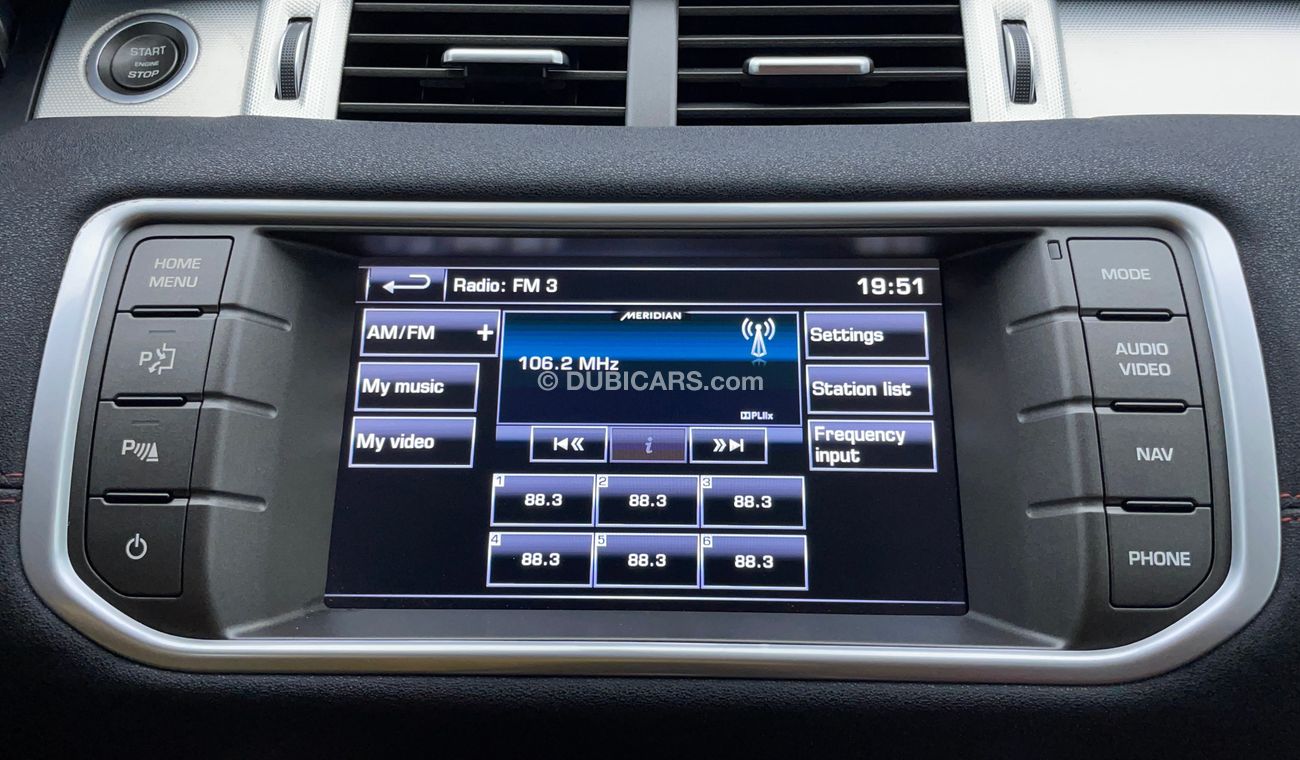 START
ENGINE
STOP
HOME
MENU
P
P
MODE
AUDIO
VIDEO
NAV
PHONE
Radio: FM 3
19:51
AM/FM +
MERIDIAN
Settings
106.2 MHz
© DUBICARS.com
My music
Station list
PLIIx
My video
i
Frequency
input
1 88.3
2 88.3
3 88.3
4 88.3
5 88.3
6 88.3